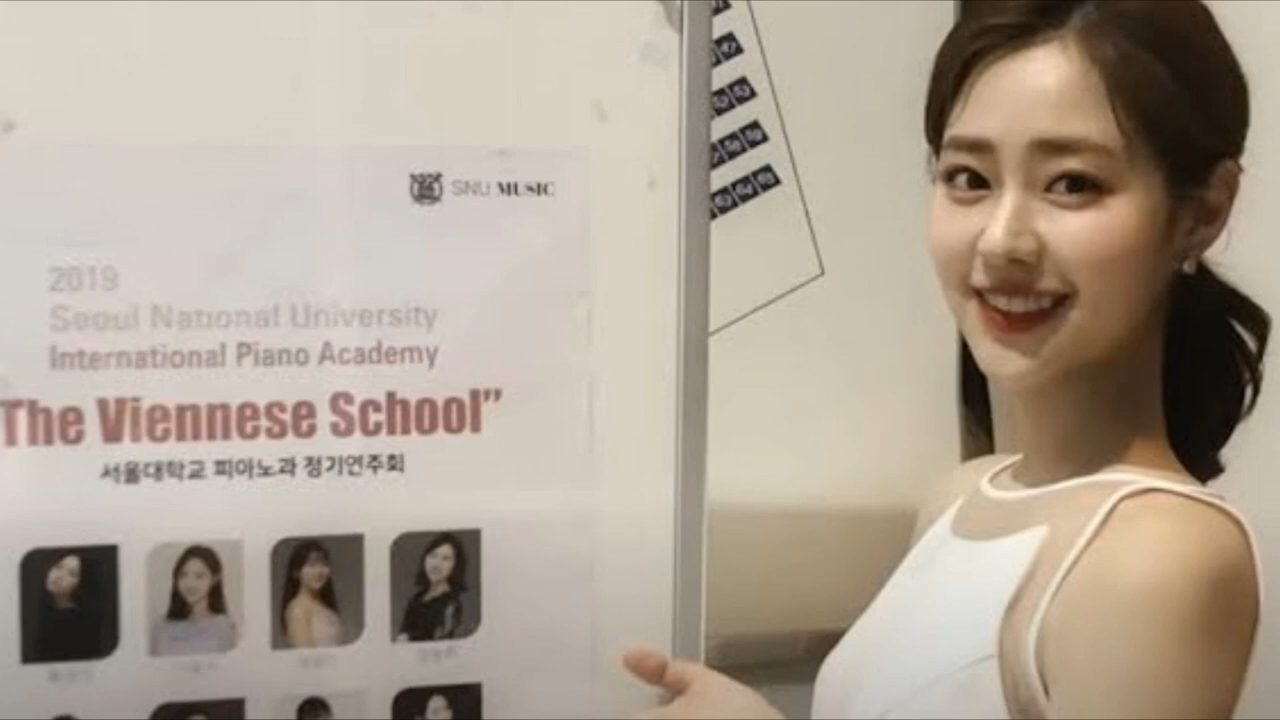 SNU MUSIC
2019
Seoul National University
International Piano Academy
The Viennese School”
서울대학교 피아노과 정기연주회